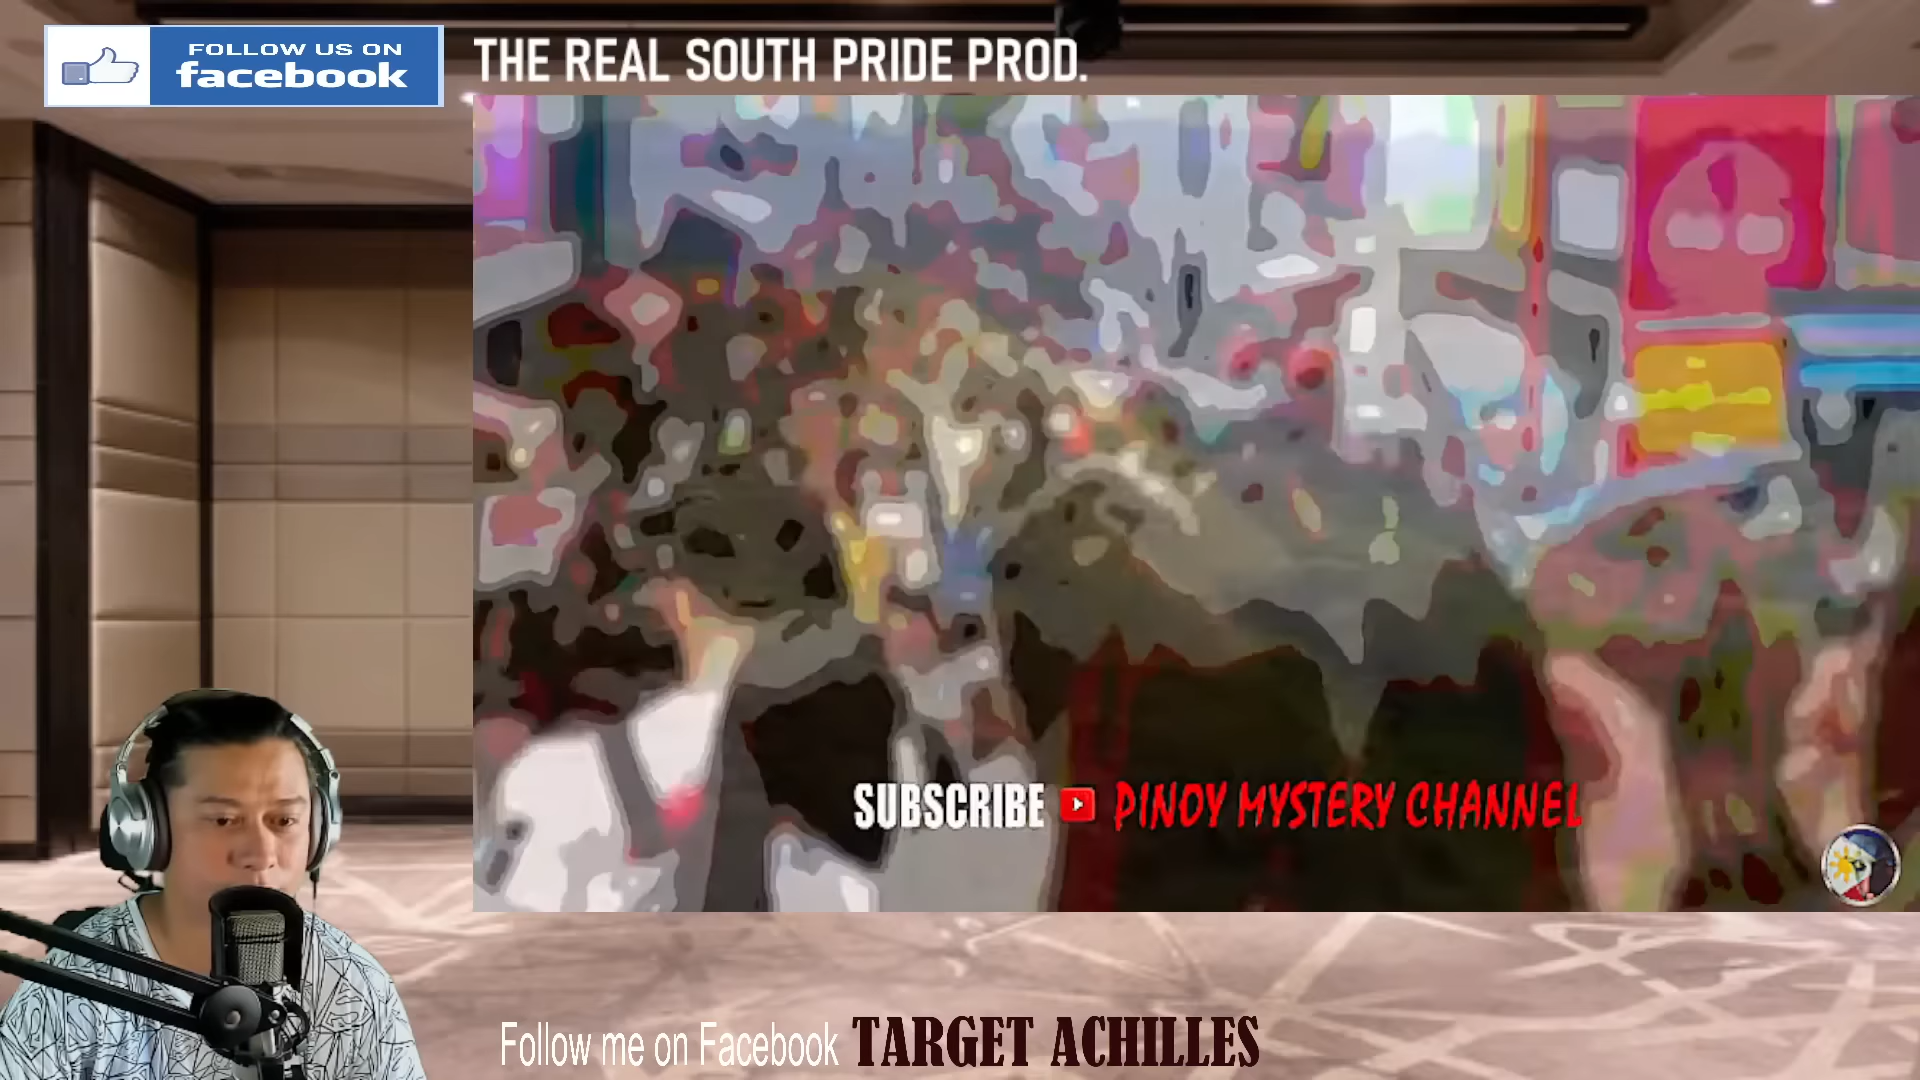 FOLLOW US ON
facebook
THE REAL SOUTH PRIDE PROD.
SUBSCRIBE PINOY MYSTERY CHANNEL
Follow me on Facebook TARGET ACHILLES